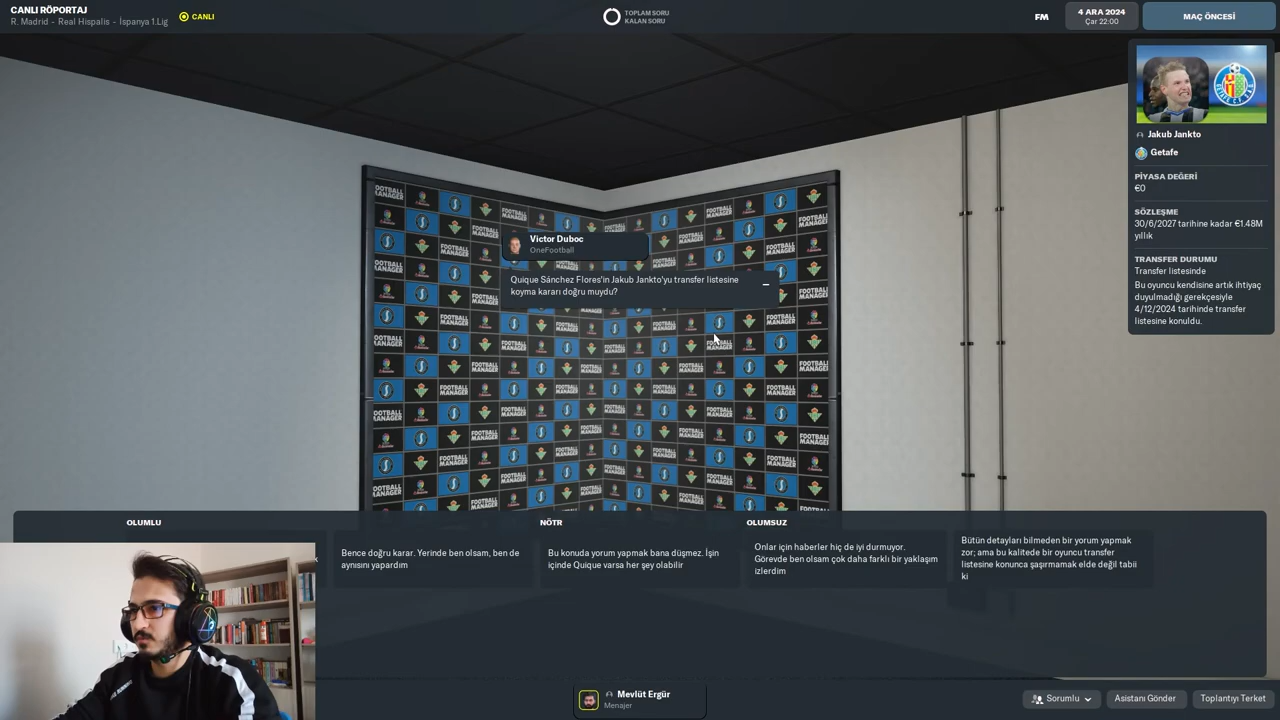 CANLI RÖPORTAJ
R. Madrid - Real Hispalis - İspanya 1.Lig
CANLI
TOPLAM SORU
KALAN SORU
FM
4 ARA 2024
Çar 22:00
MAÇ ÖNCESİ
Jakub Jankto
Getafe
PİYASA DEĞERİ
€0
SÖZLEŞME
30/6/2027 tarihine kadar €1.48M
yıllık
TRANSFER DURUMU
Transfer listesinde
Bu oyuncu kendisine artık ihtiyaç
duyulmadığı gerekçesiyle
4/12/2024 tarihinde transfer
listesine konuldu.
Victor Duboc
OneFootball
Quique Sánchez Flores'in Jakub Jankto'yu transfer listesine
koyma kararı doğru muydu?
FOOTBALL
MANAGER
OLUMLU
NÖTR
OLUMSUZ
Bence doğru karar. Yerinde ben olsam, ben de
aynısını yapardım
Bu konuda yorum yapmak bana düşmez. İşin
içinde Quique varsa her şey olabilir
Onlar için haberler hiç de iyi durmuyor.
Görevde ben olsam çok daha farklı bir yaklaşım
izlerdim
Bütün detayları bilmeden bir yorum yapmak
zor; ama bu kalitede bir oyuncu transfer
listesine konunca şaşırmamak elde değil tabii
ki
Mevlüt Ergür
Menajer
Sorumlu
Asistanı Gönder
Toplantıyı Terket